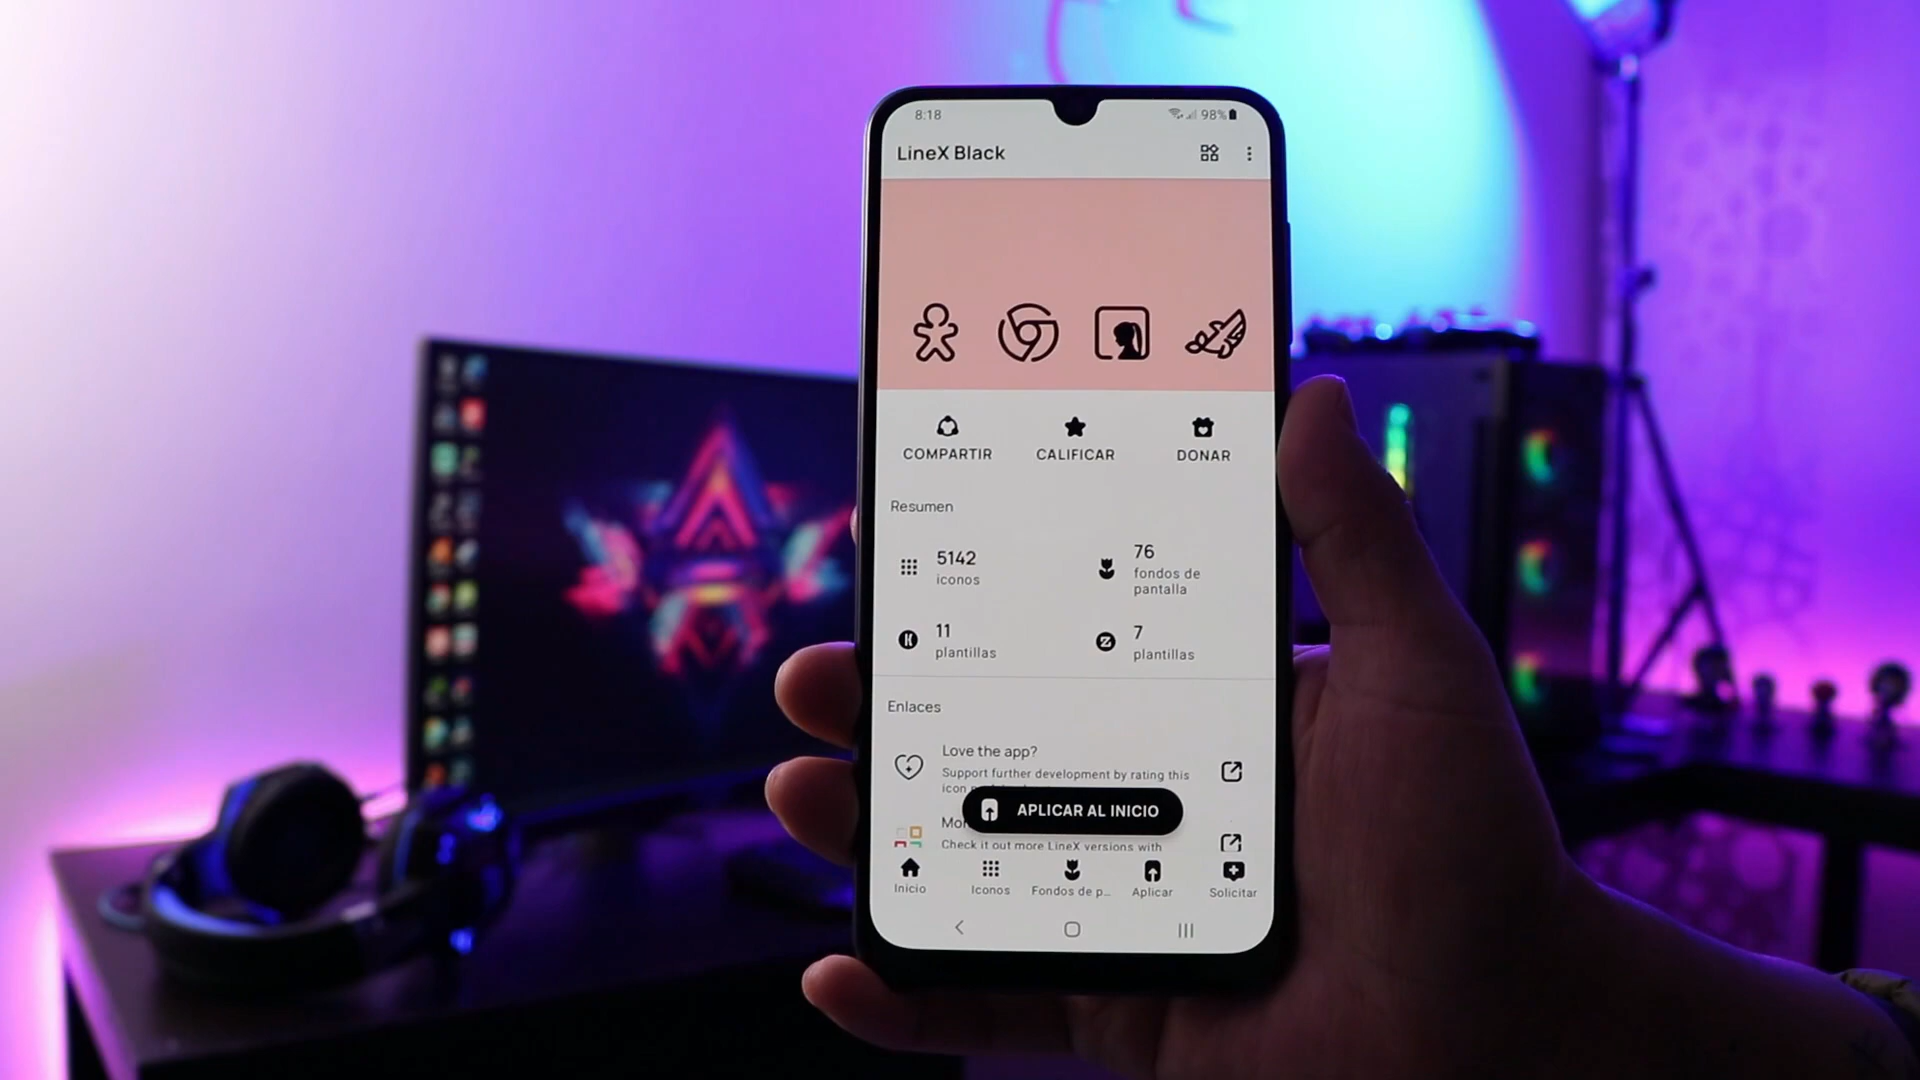 8:18
98%
LineX Black
COMPARTIR
CALIFICAR
DONAR
Resumen
5142
iconos
76
fondos de
pantalla
11
plantillas
7
plantillas
Enlaces
Love the app?
Support further development by rating this
icon
APLICAR AL INICIO
Check it out more LineX versions with
Inicio
Iconos
Fondos de p...
Aplicar
Solicitar